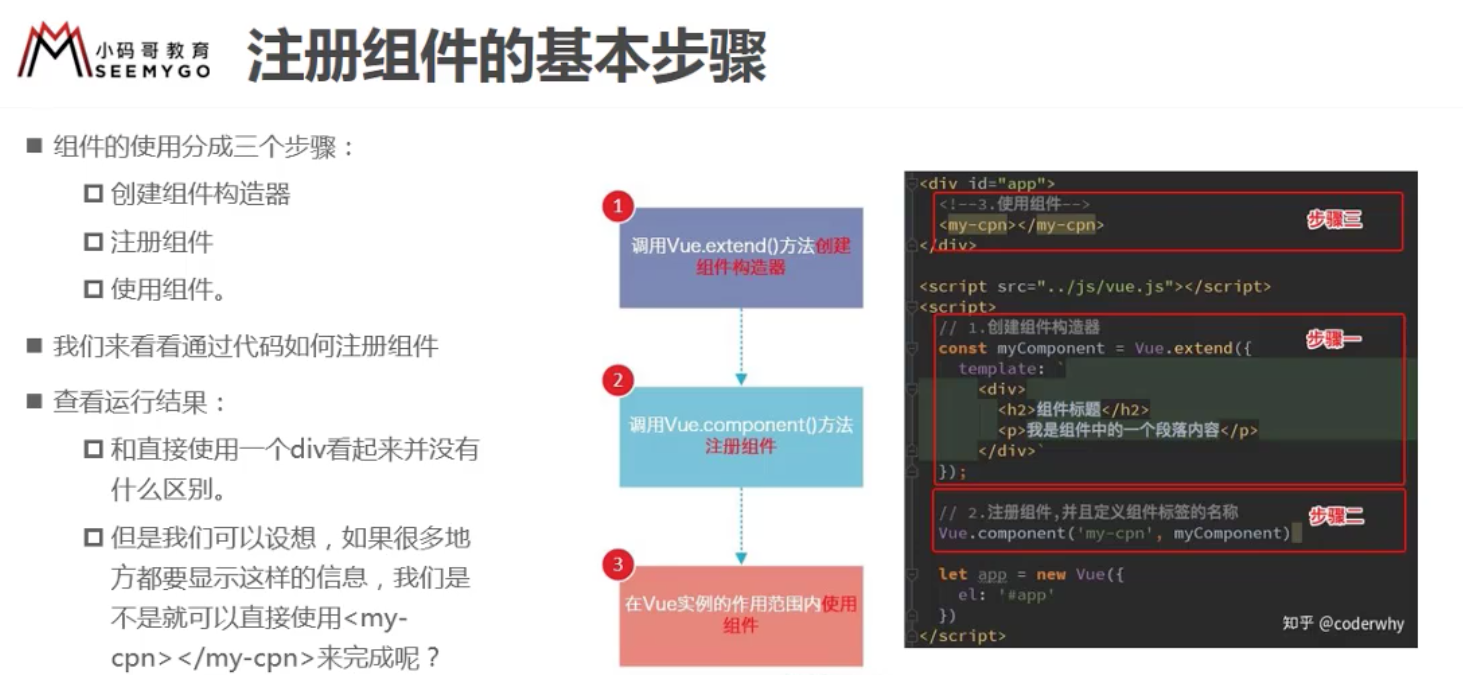 小码哥教育
SEEMYGO
注册组件的基本步骤
组件的使用分成三个步骤：
创建组件构造器
注册组件
使用组件。
我们来看看通过代码如何注册组件
查看运行结果：
和直接使用一个div看起来并没有
什么区别。
但是我们可以设想，如果很多地
方都要显示这样的信息，我们是
不是就可以直接使用<my-
cpn></my-cpn>来完成呢？
1
调用Vue.extend()方法创建
组件构造器
2
调用Vue.component()方法
注册组件
3
在Vue实例的作用范围内使用
组件
<div id="app">
<!--3.使用组件-->
步骤三
<my-cpn></my-cpn>
</div>
<script src="../js/vue.js"></script>
<script>
// 1.创建组件构造器
步骤一
const myComponent = Vue.extend({
template: `
<div>
<h2>组件标题</h2>
<p>我是组件中的一个段落内容</p>
</div>`
});
// 2.注册组件,并且定义组件标签的名称
步骤二
Vue.component('my-cpn', myComponent)
let app = new Vue({
el: '#app'
})
</script>
知乎 @coderwhy